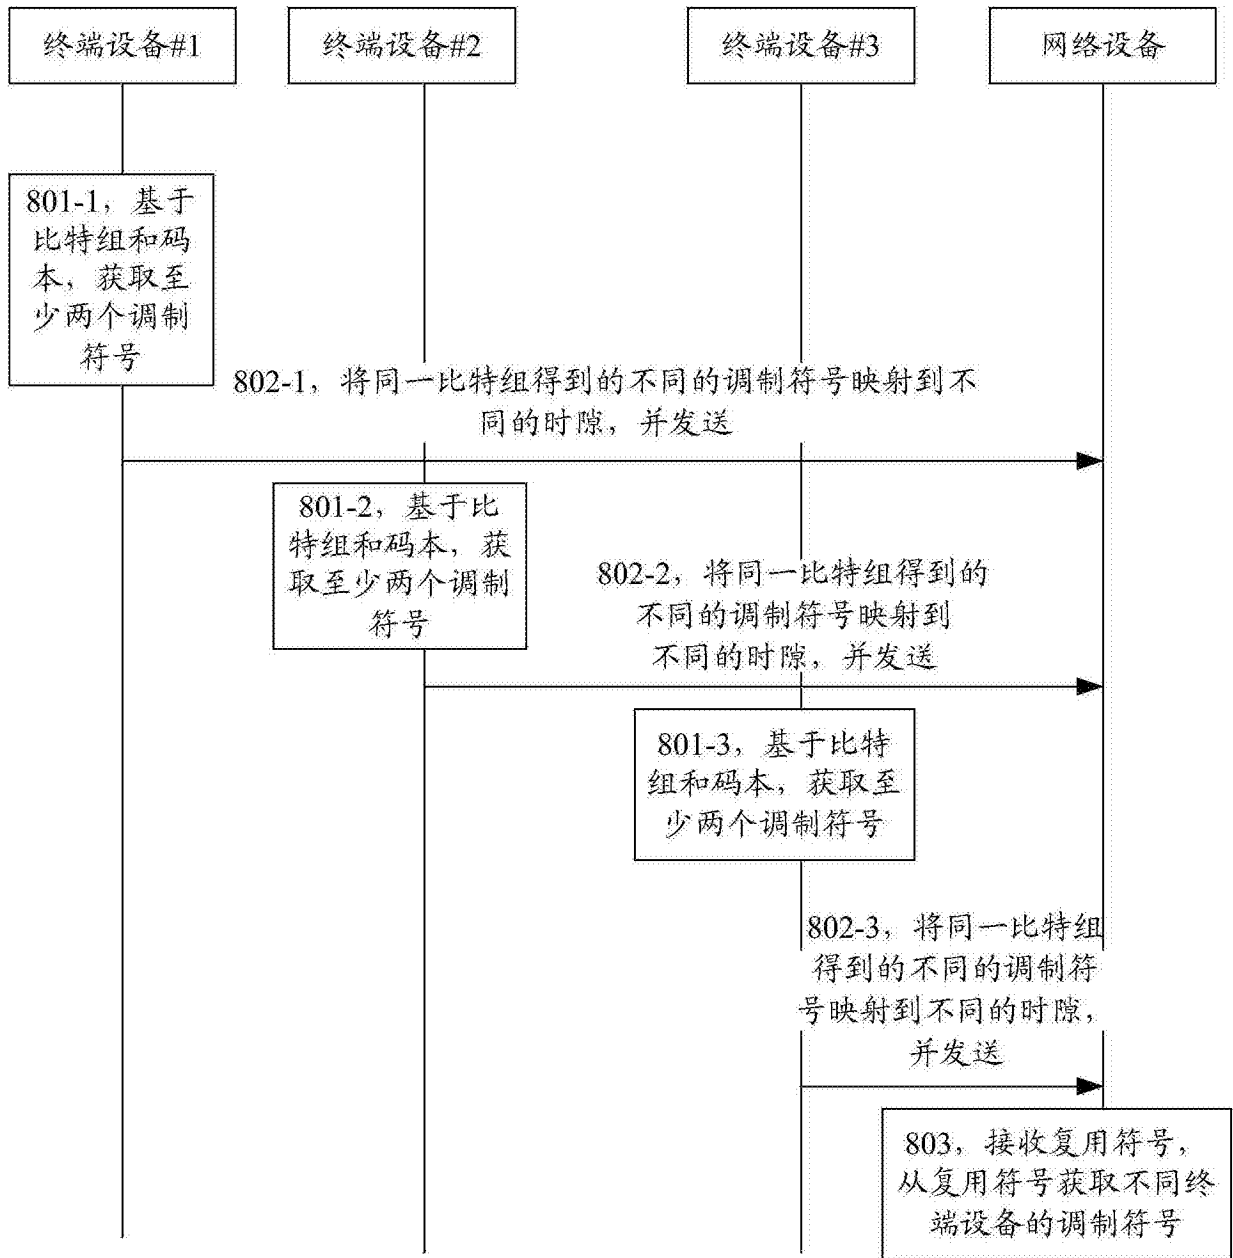 终端设备#1
终端设备#2
终端设备#3
网络设备
801-1，基于
比特组和码
本，获取至
少两个调制
符号
802-1，将同一比特组得到的不同的调制符号映射到不
同的时隙，并发送
801-2，基于比
特组和码本，获
取至少两个调制
符号
802-2，将同一比特组得到的
不同的调制符号映射到
不同的时隙，并发送
801-3，基于比特
组和码本，获取至
少两个调制符号
802-3，将同一比特组
得到的不同的调制符
号映射到不同的时隙，
并发送
803，接收复用符号，
从复用符号获取不同终
端设备的调制符号